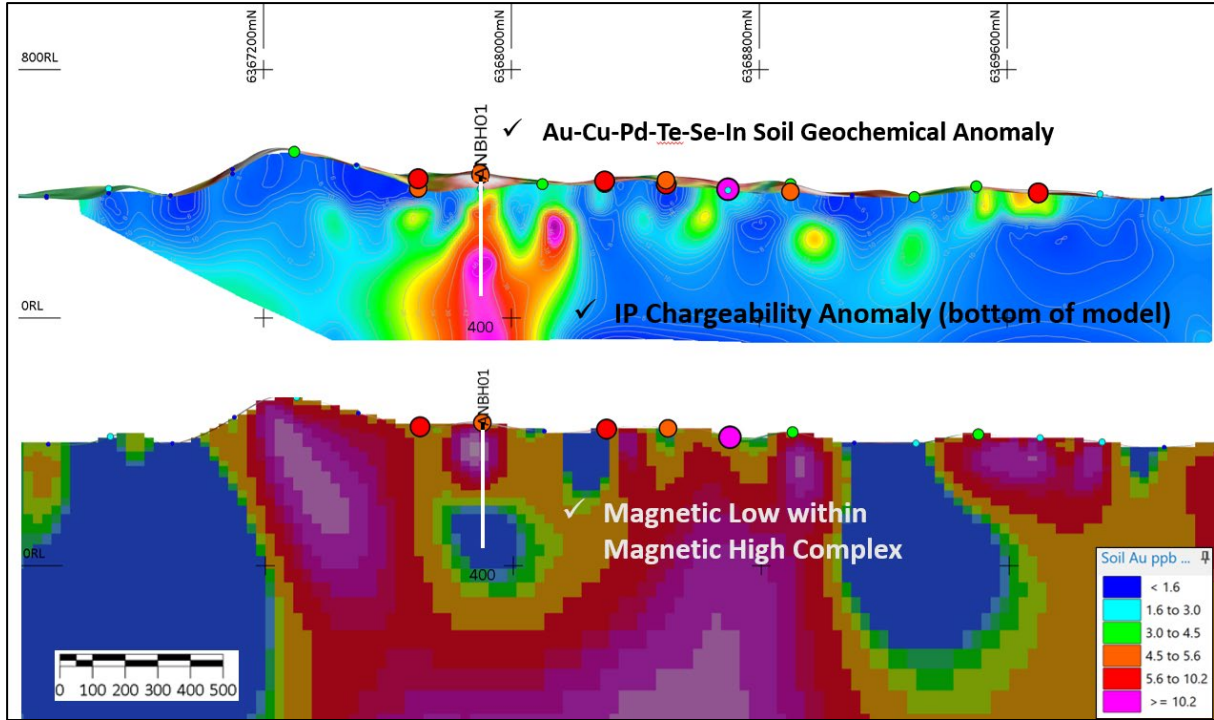 6367200mN
6368000mN
6368800mN
6369600mN
800RL
NBH01
✓ Au-Cu-Pd-Te-Se-In Soil Geochemical Anomaly
0RL
400
✓ IP Chargeability Anomaly (bottom of model)
NBH01
✓ Magnetic Low within
Magnetic High Complex
0RL
400
Soil Au ppb ...
< 1.6
1.6 to 3.0
3.0 to 4.5
4.5 to 5.6
5.6 to 10.2
>= 10.2
0 100 200 300 400 500